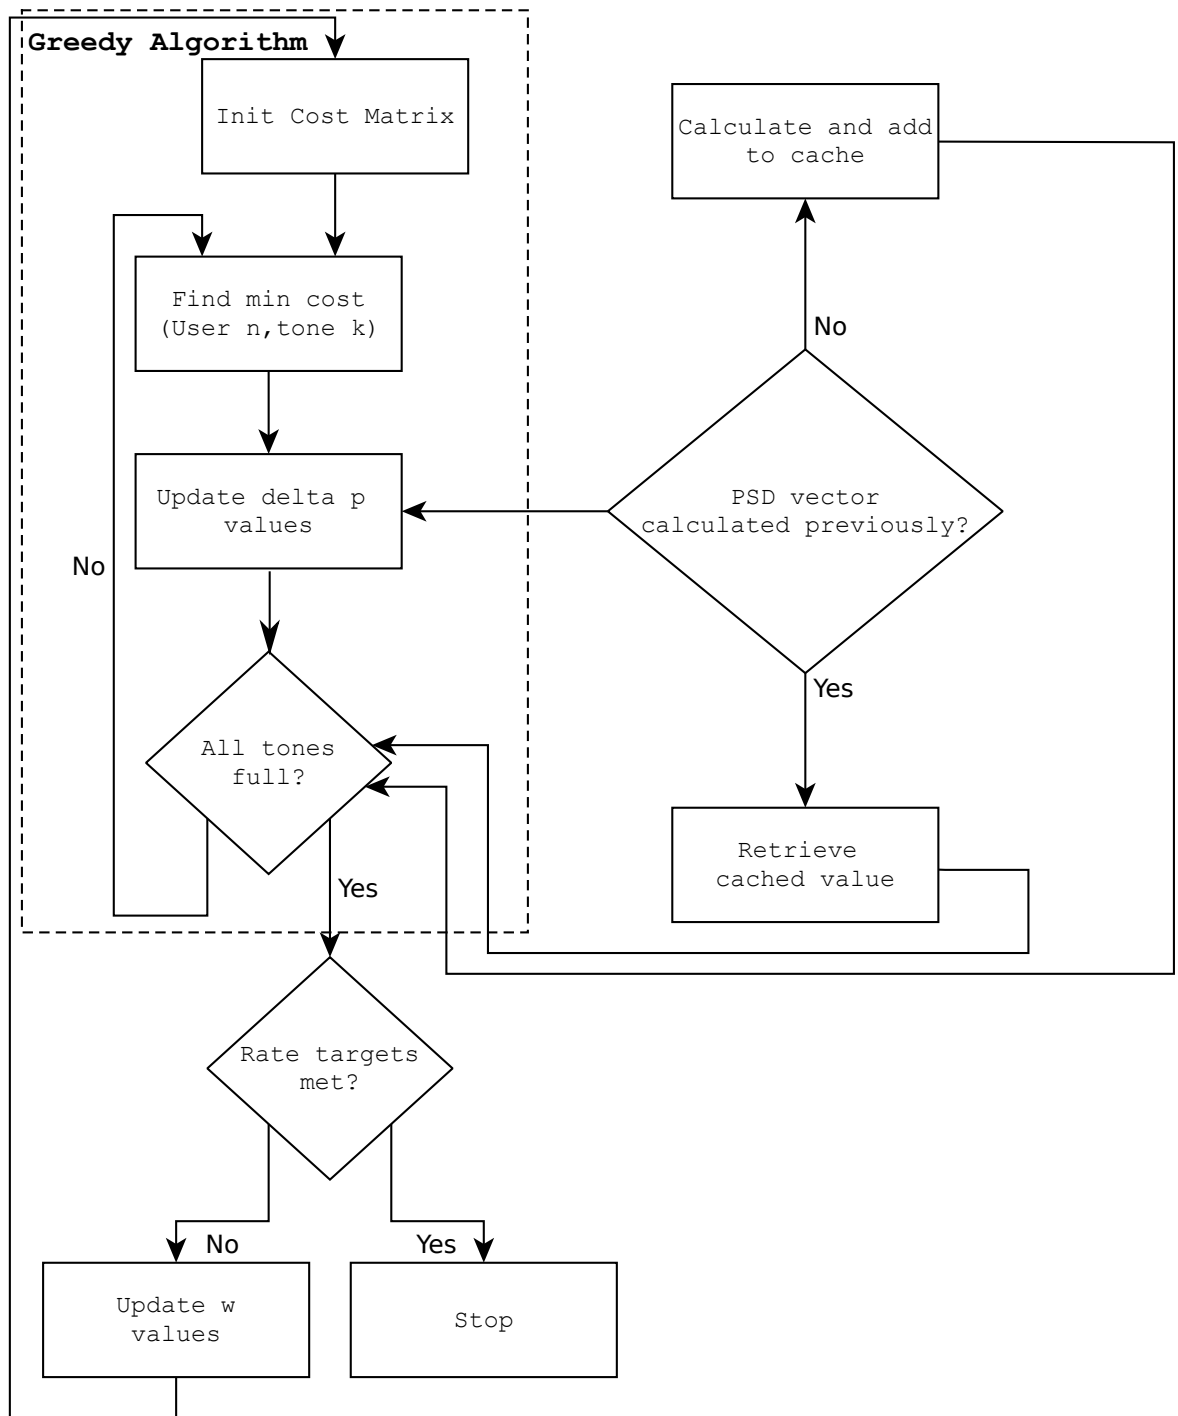 Greedy Algorithm
Init Cost Matrix
Calculate and add
to cache
Find min cost
(User n,tone k)
No
PSD vector
calculated previously?
Update delta p
values
No
Yes
All tones
full?
Retrieve
cached value
Yes
Rate targets
met?
No
Yes
Update w
values
Stop